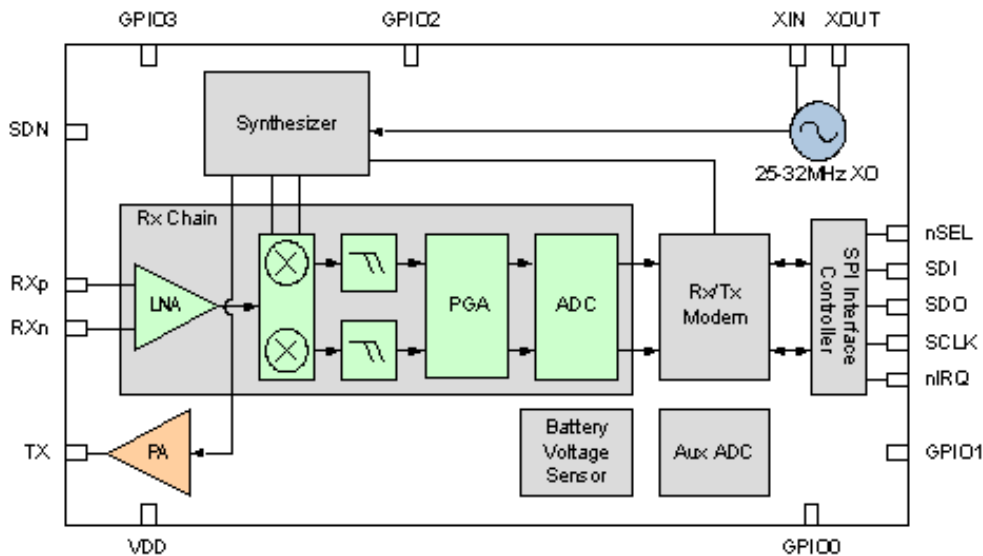 GPIO3
GPIO2
XIN
XOUT
SDN
Synthesizer
25-32MHz XO
Rx Chain
nSEL
RXp
LNA
SDI
PGA
ADC
Rx/Tx
Modem
SPI Interface
Controller
SDO
RXn
SCLK
nIRQ
TX
PA
Battery
Voltage
Sensor
Aux ADC
GPIO1
VDD
GPIO0